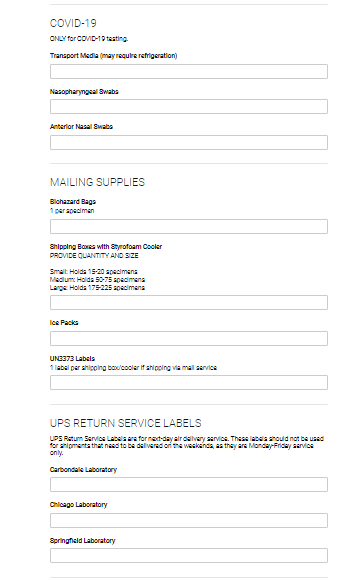 COVID-19
ONLY for COVID-19 testing.
Transport Media (may require refrigeration)
Nasopharyngeal Swabs
Anterior Nasal Swabs
MAILING SUPPLIES
Biohazard Bags
1 per specimen
Shipping Boxes with Styrofoam Cooler
PROVIDE QUANTITY AND SIZE
Small: Holds 15-20 specimens
Medium: Holds 50-75 specimens
Large: Holds 175-225 specimens
Ice Packs
UN3373 Labels
1 label per shipping box/cooler if shipping via mail service
UPS RETURN SERVICE LABELS
UPS Return Service Labels are for next-day air delivery service. These labels should not be used
for shipments that need to be delivered on the weekends, as they are Monday-Friday service
only.
Carbondale Laboratory
Chicago Laboratory
Springfield Laboratory